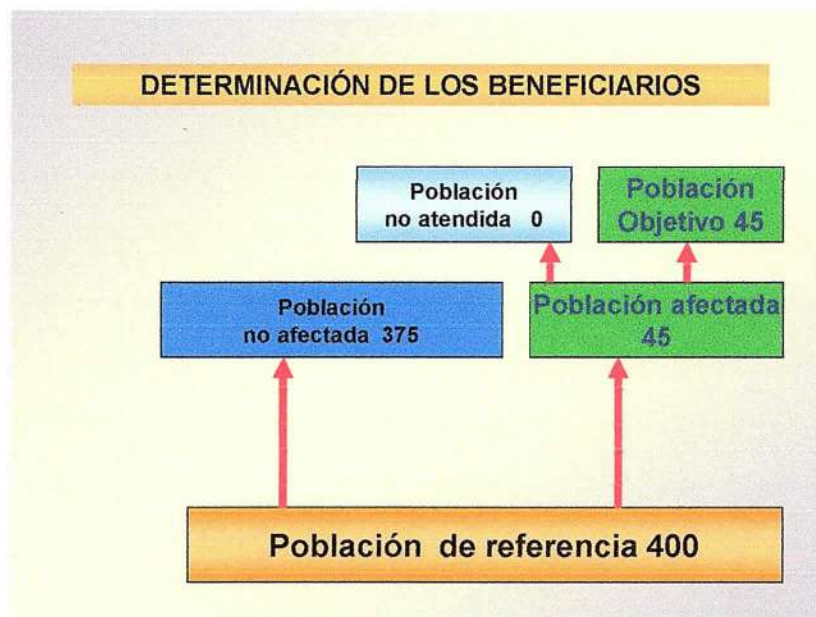 DETERMINACIÓN DE LOS BENEFICIARIOS
Población
no atendida 0
Población
Objetivo 45
Población
no afectada 375
Población afectada
45
Población de referencia 400